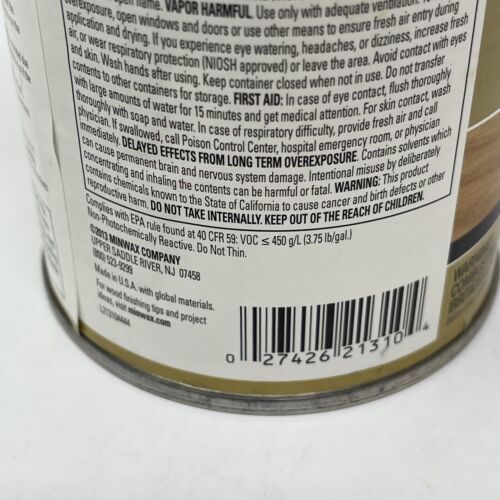 open flame. VAPOR HARMFUL. Use only with adequate ventilation. To
overexposure, open windows and doors or use other means to ensure fresh air entry during
application and drying. If you experience eye watering, headaches, or dizziness, increase fresh
air, or wear respiratory protection (NIOSH approved) or leave the area. Avoid contact with eyes
and skin. Wash hands after using. Keep container closed when not in use. Do not transfer
contents to other containers for storage. FIRST AID: In case of eye contact, flush thoroughly
with large amounts of water for 15 minutes and get medical attention. For skin contact, wash
thoroughly with soap and water. In case of respiratory difficulty, provide fresh air and call
physician. If swallowed, call Poison Control Center, hospital emergency room, or physician
immediately. DELAYED EFFECTS FROM LONG TERM OVEREXPOSURE. Contains solvents which
can cause permanent brain and nervous system damage. Intentional misuse by deliberately
concentrating and inhaling the contents can be harmful or fatal. WARNING: This product
contains chemicals known to the State of California to cause cancer and birth defects or other
reproductive harm. DO NOT TAKE INTERNALLY. KEEP OUT OF THE REACH OF CHILDREN.
Complies with EPA rule found at 40 CFR 59: VOC ≤ 450 g/L (3.75 lb/gal.)
Non-Photochemically Reactive. Do Not Thin.
©2013 MINWAX COMPANY
UPPER SADDLE RIVER, NJ 07458
(800) 523-9299
Made in U.S.A. with global materials.
For wood finishing tips and project
ideas, visit minwax.com
L213104444
0 27426 21310 4